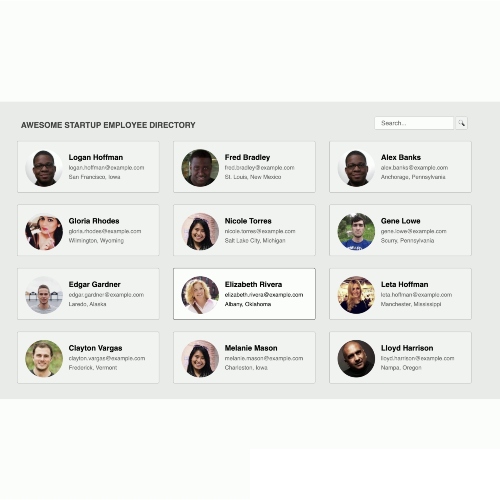 AWESOME STARTUP EMPLOYEE DIRECTORY
Search...
Logan Hoffman
logan.hoffman@example.com
San Francisco, Iowa
Fred Bradley
fred.bradley@example.com
St. Louis, New Mexico
Alex Banks
alex.banks@example.com
Anchorage, Pennsylvania
Gloria Rhodes
gloria.rhodes@example.com
Wilmington, Wyoming
Nicole Torres
nicole.torres@example.com
Salt Lake City, Michigan
Gene Lowe
gene.lowe@example.com
Scurry, Pennsylvania
Edgar Gardner
edgar.gardner@example.com
Laredo, Alaska
Elizabeth Rivera
elizabeth.rivera@example.com
Albany, Oklahoma
Leta Hoffman
leta.hoffman@example.com
Manchester, Mississippi
Clayton Vargas
clayton.vargas@example.com
Frederick, Vermont
Melanie Mason
melanie.mason@example.com
Charleston, Iowa
Lloyd Harrison
lloyd.harrison@example.com
Nampa, Oregon